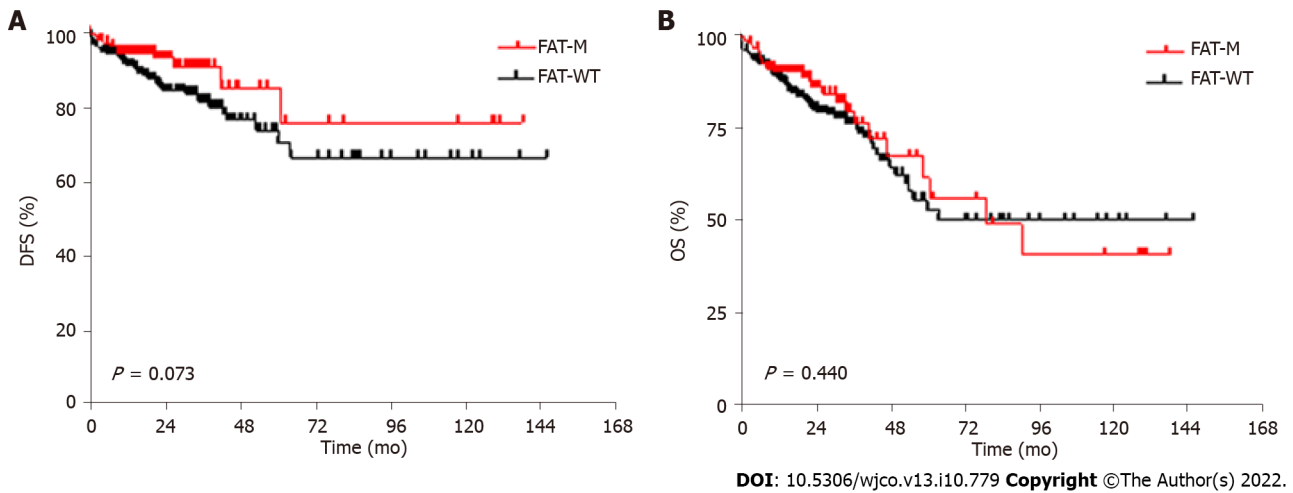 A
100
80
60
40
20
0
DFS (%)
FAT-M
FAT-WT
P = 0.073
0 24 48 72 96 120 144 168
Time (mo)
B
100
75
50
25
0
OS (%)
FAT-M
FAT-WT
P = 0.440
0 24 48 72 96 120 144 168
Time (mo)
DOI: 10.5306/wjco.v13.i10.779 Copyright ©The Author(s) 2022.